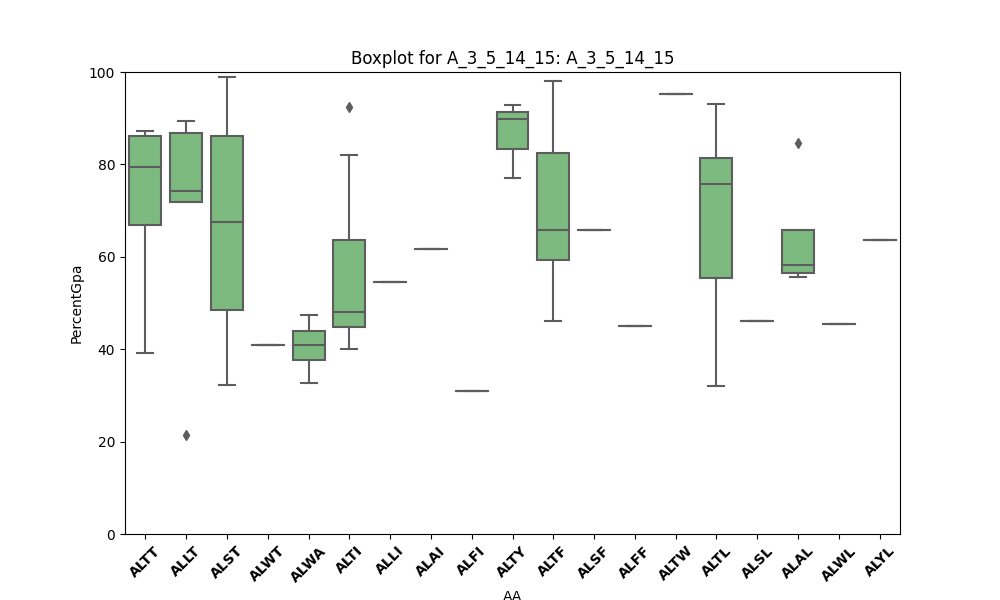 Boxplot for A_3_5_14_15: A_3_5_14_15
100
80
60
40
20
0
PercentGpa
ALTT ALLT ALST ALWT ALWA ALTI ALLI ALAI ALFI ALTY ALTF ALSF ALFF ALTW ALTL ALSL ALAL ALWL ALYL
AA